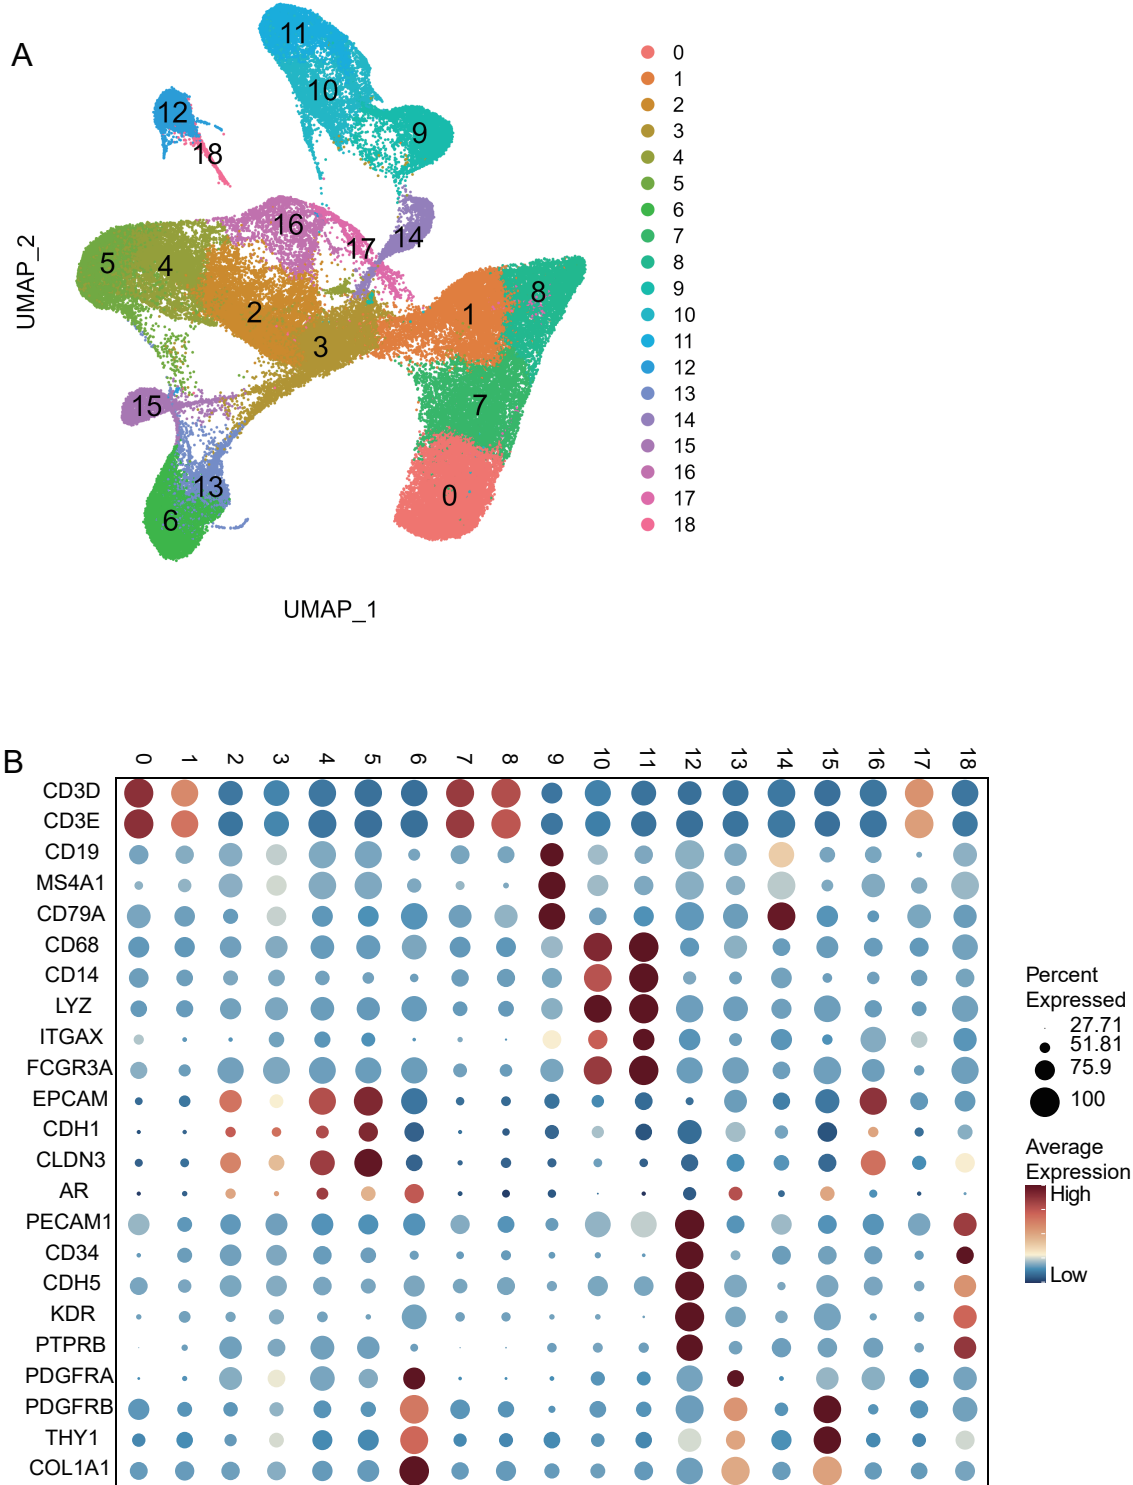 A
11
10
12
9
18
16
17
14
5
4
8
2
1
3
15
7
13
0
6
UMAP_2
UMAP_1
0
1
2
3
4
5
6
7
8
9
10
11
12
13
14
15
16
17
18
B
0 1 2 3 4 5 6 7 8 9 10 11 12 13 14 15 16 17 18
CD3D
CD3E
CD19
MS4A1
CD79A
CD68
CD14
LYZ
ITGAX
FCGR3A
EPCAM
CDH1
CLDN3
AR
PECAM1
CD34
CDH5
KDR
PTPRB
PDGFRA
PDGFRB
THY1
COL1A1
Percent
Expressed
27.71
51.81
75.9
100
Average
Expression
High
Low